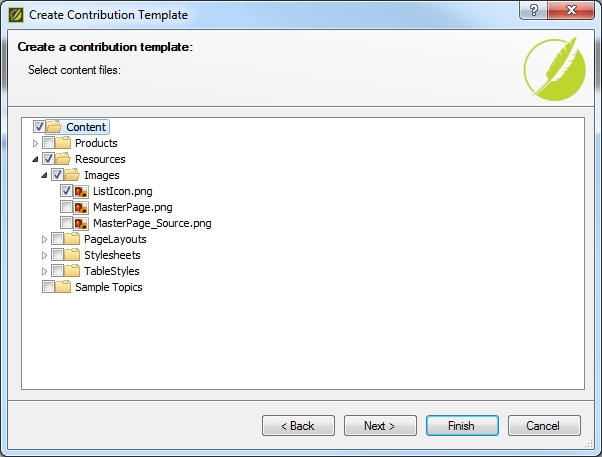 Create Contribution Template
?
Create a contribution template:
Select content files:
Content
Products
Resources
Images
ListIcon.png
MasterPage.png
MasterPage_Source.png
PageLayouts
Stylesheets
TableStyles
Sample Topics
< Back Next > Finish Cancel